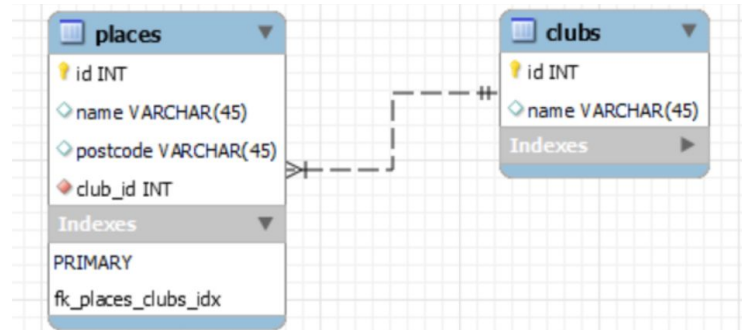 places
id INT
name VARCHAR(45)
postcode VARCHAR(45)
club_id INT
Indexes
PRIMARY
fk_places_clubs_idx
clubs
id INT
name VARCHAR(45)
Indexes